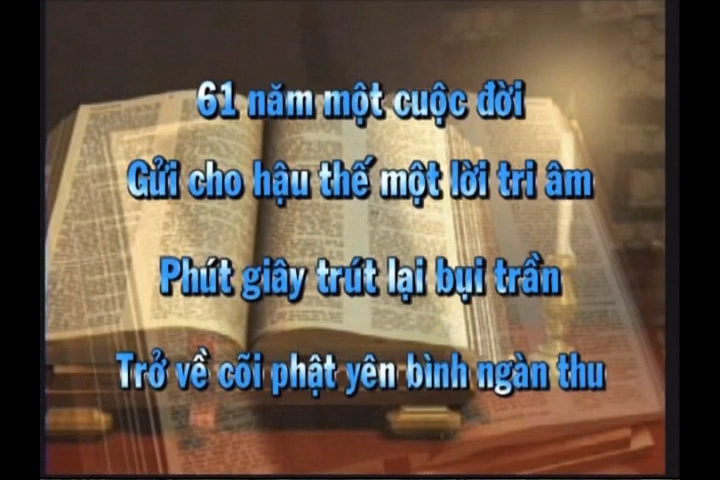 61 năm một cuộc đời
Gửi cho hậu thế một lời tri âm
Phút giây trút lại bụi trần
Trở về cõi phật yên bình ngàn thu